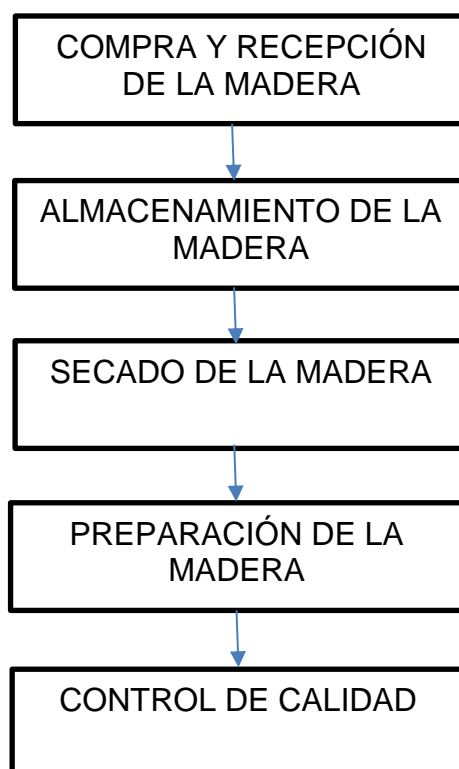 COMPRA Y RECEPCIÓN
DE LA MADERA
ALMACENAMIENTO DE LA
MADERA
SECADO DE LA MADERA
PREPARACIÓN DE LA
MADERA
CONTROL DE CALIDAD